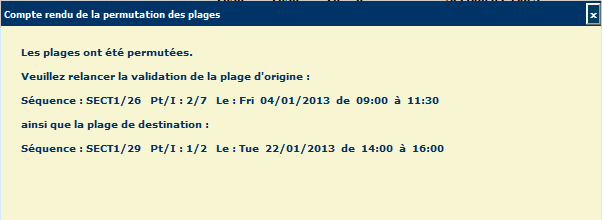 Compte rendu de la permutation des plages
x
Les plages ont été permutées.
Veuillez relancer la validation de la plage d'origine :
Séquence : SECT1/26 Pt/I : 2/7 Le : Fri 04/01/2013 de 09:00 à 11:30
ainsi que la plage de destination :
Séquence : SECT1/29 Pt/I : 1/2 Le : Tue 22/01/2013 de 14:00 à 16:00